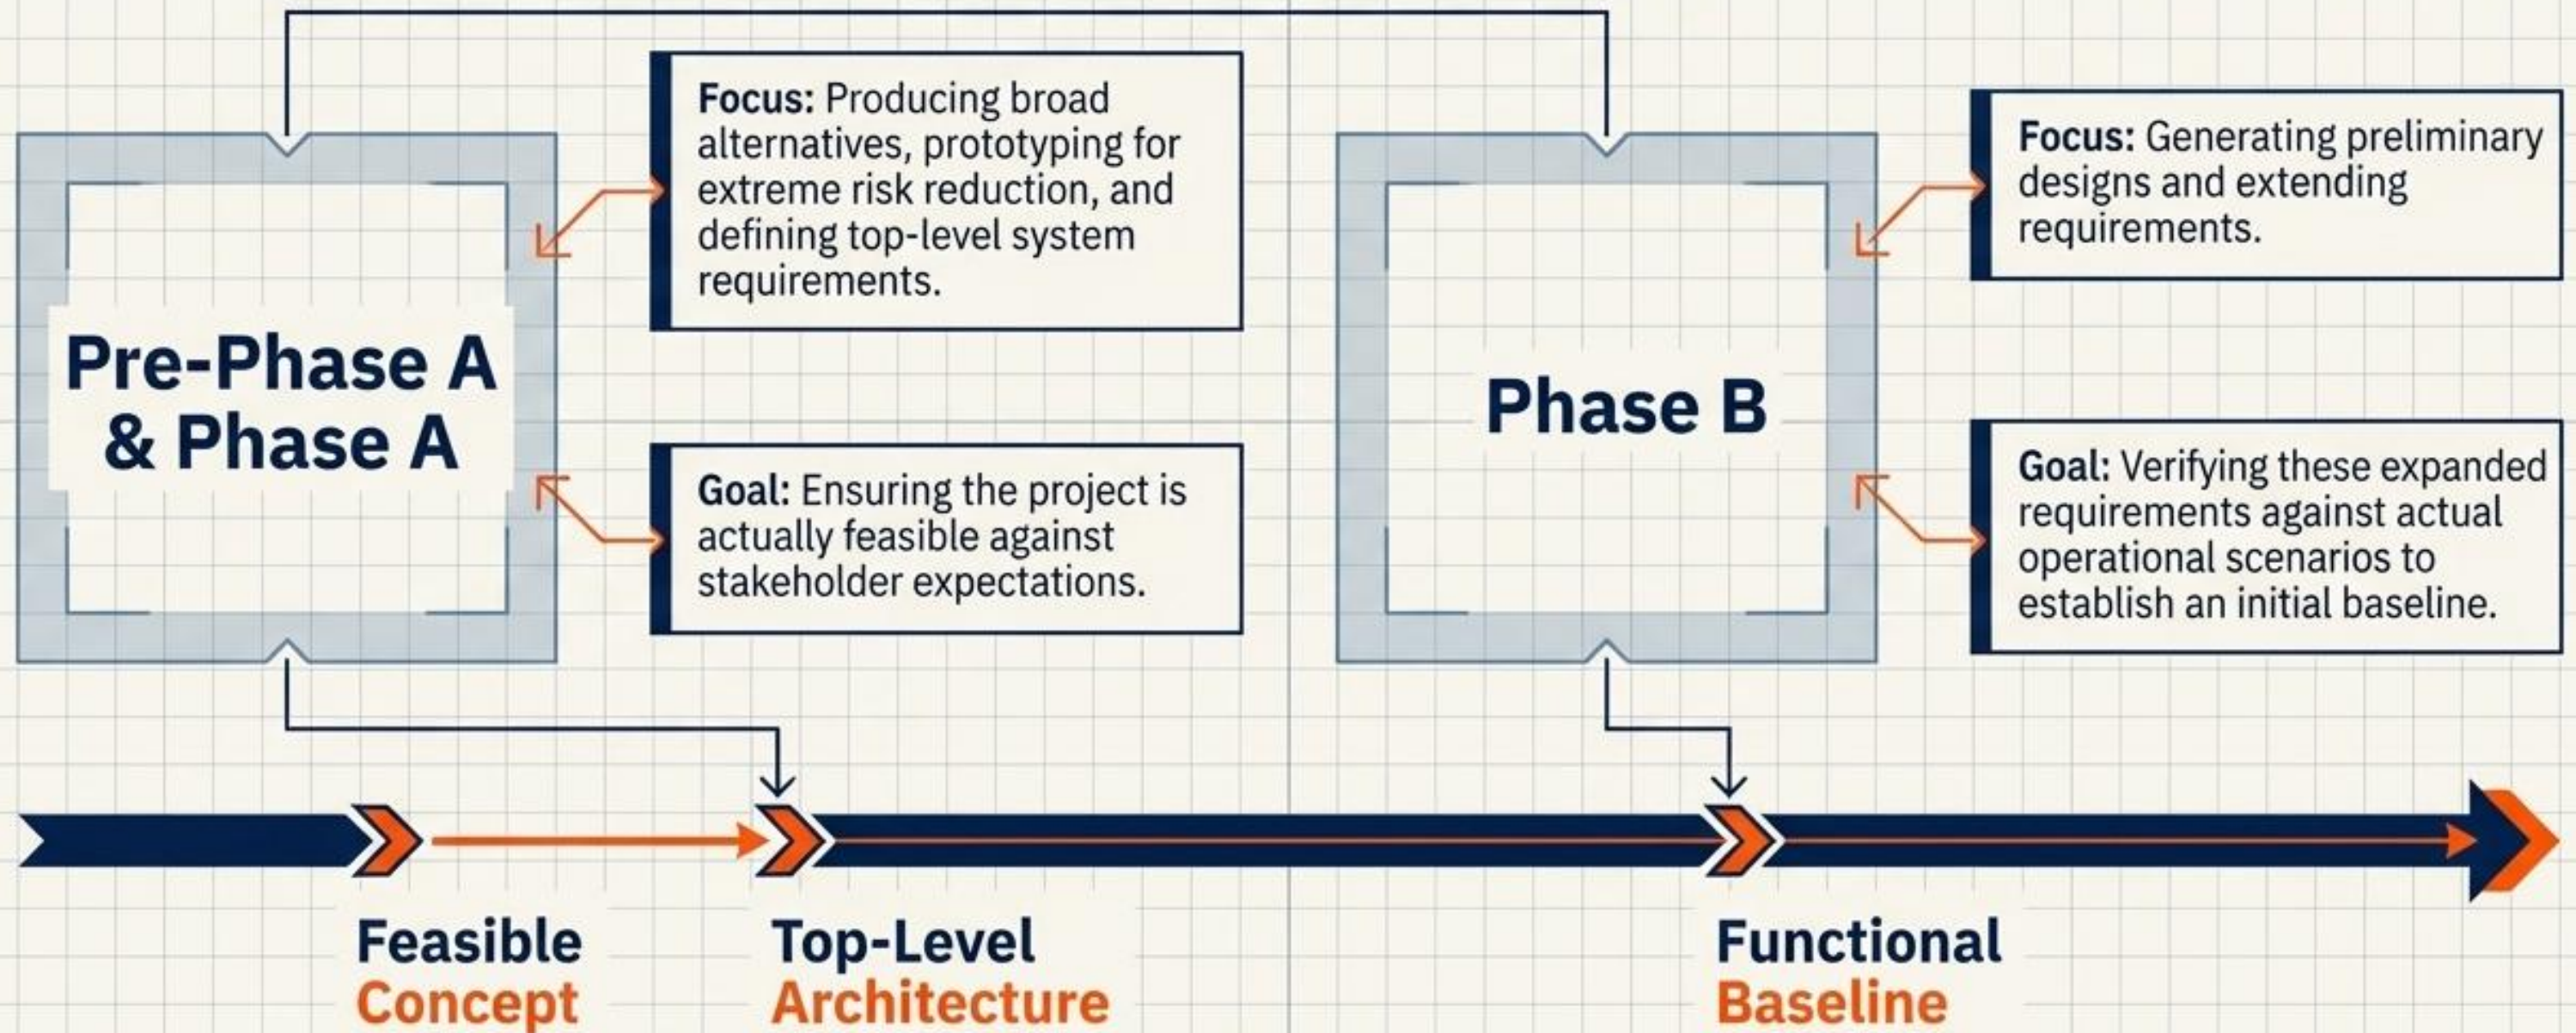 Pre-Phase A
& Phase A
Focus: Producing broad
alternatives, prototyping for
extreme risk reduction, and
defining top-level system
requirements.
Goal: Ensuring the project is
actually feasible against
stakeholder expectations.
Phase B
Focus: Generating preliminary
designs and extending
requirements.
Goal: Verifying these expanded
requirements against actual
operational scenarios to
establish an initial baseline.
Feasible
Concept
Top-Level
Architecture
Functional
Baseline